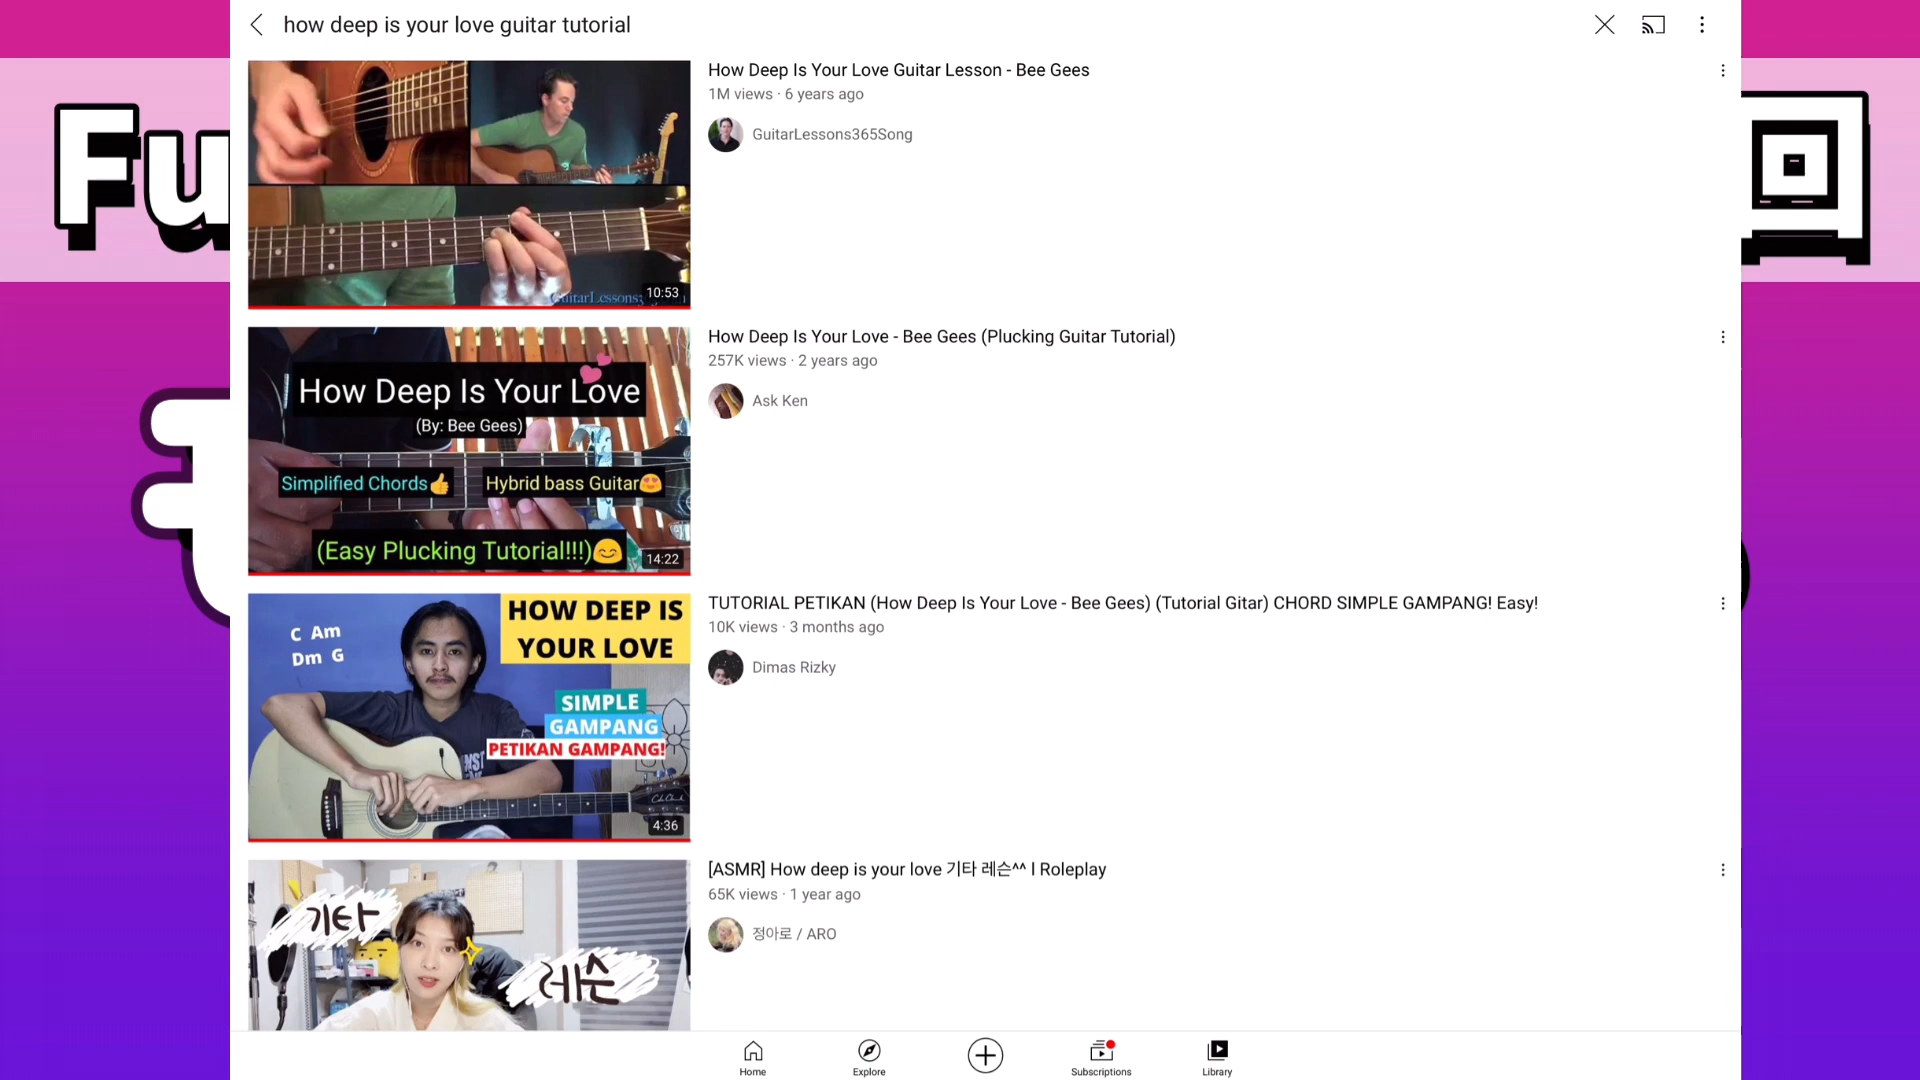 how deep is your love guitar tutorial
How Deep Is Your Love Guitar Lesson - Bee Gees
1M views · 6 years ago
GuitarLessons365Song
10:53
How Deep Is Your Love
(By: Bee Gees)
Simplified Chords👍 Hybrid bass Guitar😍
(Easy Plucking Tutorial!!!)😊
14:22
How Deep Is Your Love - Bee Gees (Plucking Guitar Tutorial)
257K views · 2 years ago
Ask Ken
C Am
Dm G
HOW DEEP IS
YOUR LOVE
SIMPLE
GAMPANG
PETIKAN GAMPANG!
4:36
TUTORIAL PETIKAN (How Deep Is Your Love - Bee Gees) (Tutorial Gitar) CHORD SIMPLE GAMPANG! Easy!
10K views · 3 months ago
Dimas Rizky
기타
레슨
[ASMR] How deep is your love 기타 레슨^^ l Roleplay
65K views · 1 year ago
정아로 / ARO
Home
Explore
Subscriptions
Library
Fu